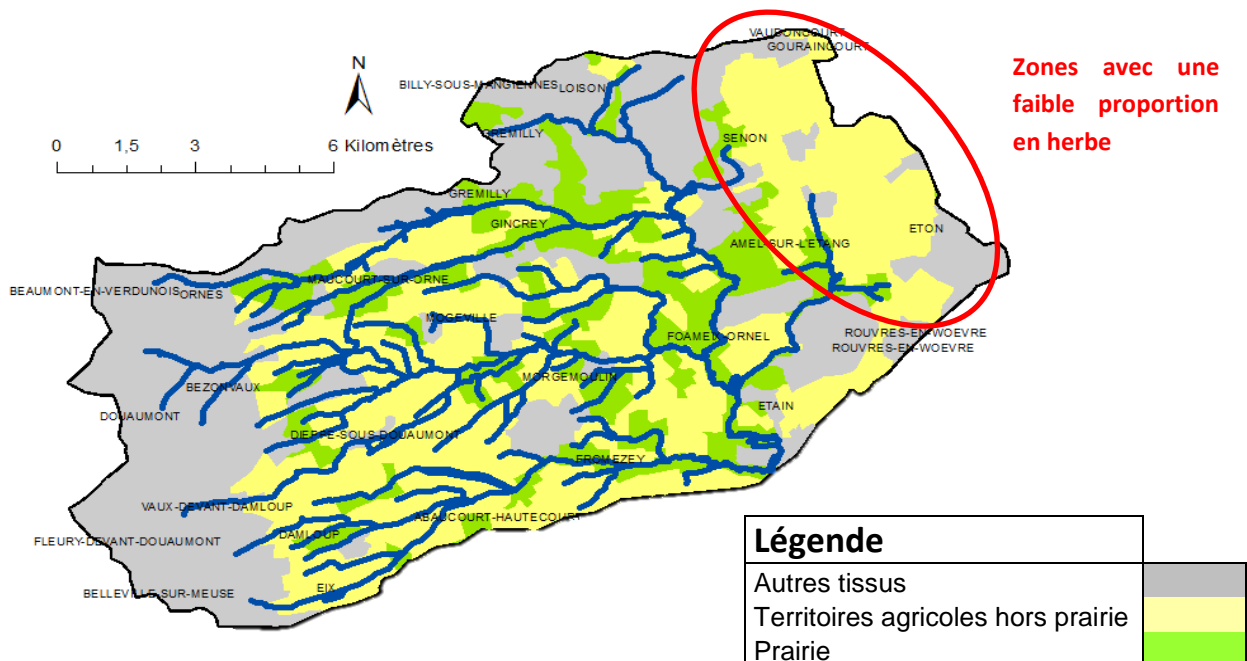 VAUDONCOURT
GOURAINCOURT
Zones avec une
faible proportion
en herbe
N
BILLY-SOUS-MANGIENNES
LOISON
GREMILLY
SENON
0 1,5 3 6 Kilomètres
GREMILLY
GINCREY
ETON
AMEL-SUR-L'ETANG
MAUCOURT-SUR-ORNE
BEAUMONT-EN-VERDUNOIS
ORNES
MOGEVILLE
ROUVRES-EN-WOEVRE
FOAMEIX-ORNEL
ROUVRES-EN-WOEVRE
MORGEMOULIN
BEZONVAUX
ETAIN
DOUAUMONT
DIEPPE-SOUS-DOUAUMONT
FROMEZEY
VAUX-DEVANT-DAMLOUP
ABAUCOURT-HAUTECOURT
DAMLOUP
FLEURY-DEVANT-DOUAUMONT
EIX
BELLEVILLE-SUR-MEUSE
Légende
Autres tissus
Territoires agricoles hors prairie
Prairie